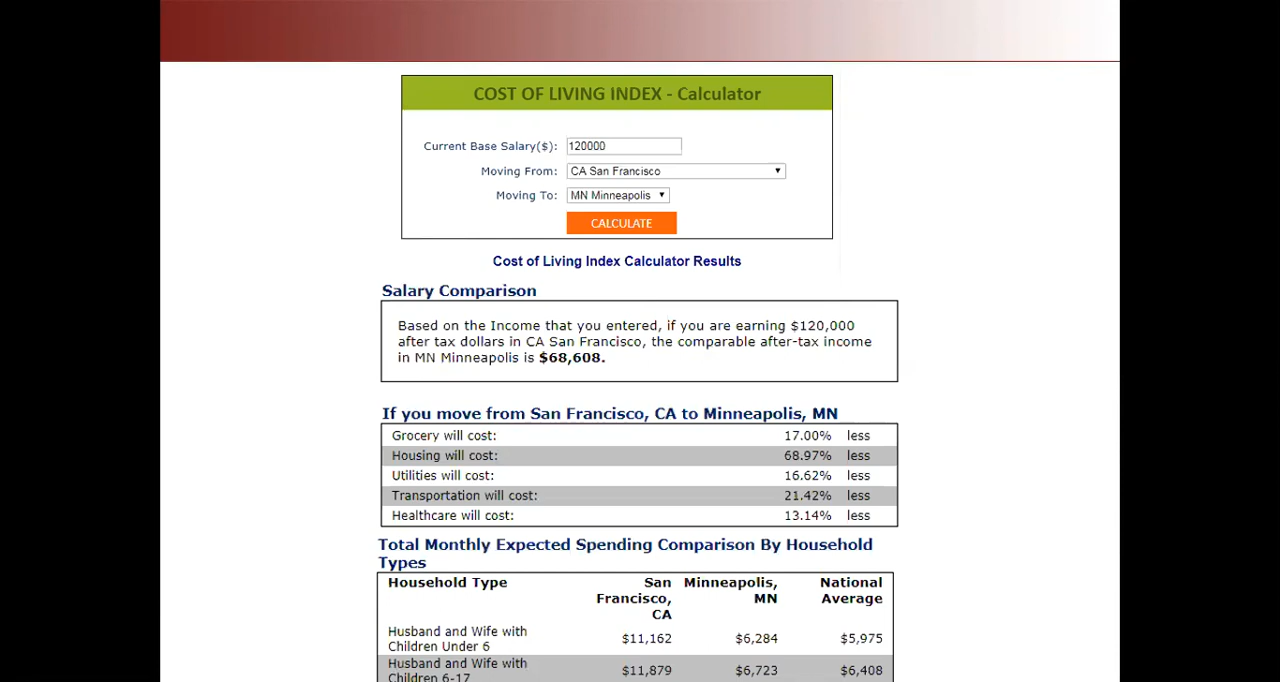 COST OF LIVING INDEX - Calculator
Current Base Salary($): 120000
Moving From: CA San Francisco
Moving To: MN Minneapolis
CALCULATE
Cost of Living Index Calculator Results
Salary Comparison
Based on the Income that you entered, if you are earning $120,000
after tax dollars in CA San Francisco, the comparable after-tax income
in MN Minneapolis is $68,608.
If you move from San Francisco, CA to Minneapolis, MN
Grocery will cost: 17.00% less
Housing will cost: 68.97% less
Utilities will cost: 16.62% less
Transportation will cost: 21.42% less
Healthcare will cost: 13.14% less
Total Monthly Expected Spending Comparison By Household
Types
Household Type San Minneapolis, National
Francisco, MN Average
CA
Husband and Wife with
Children Under 6 $11,162 $6,284 $5,975
Husband and Wife with
Children 6-17 $11,879 $6,723 $6,408